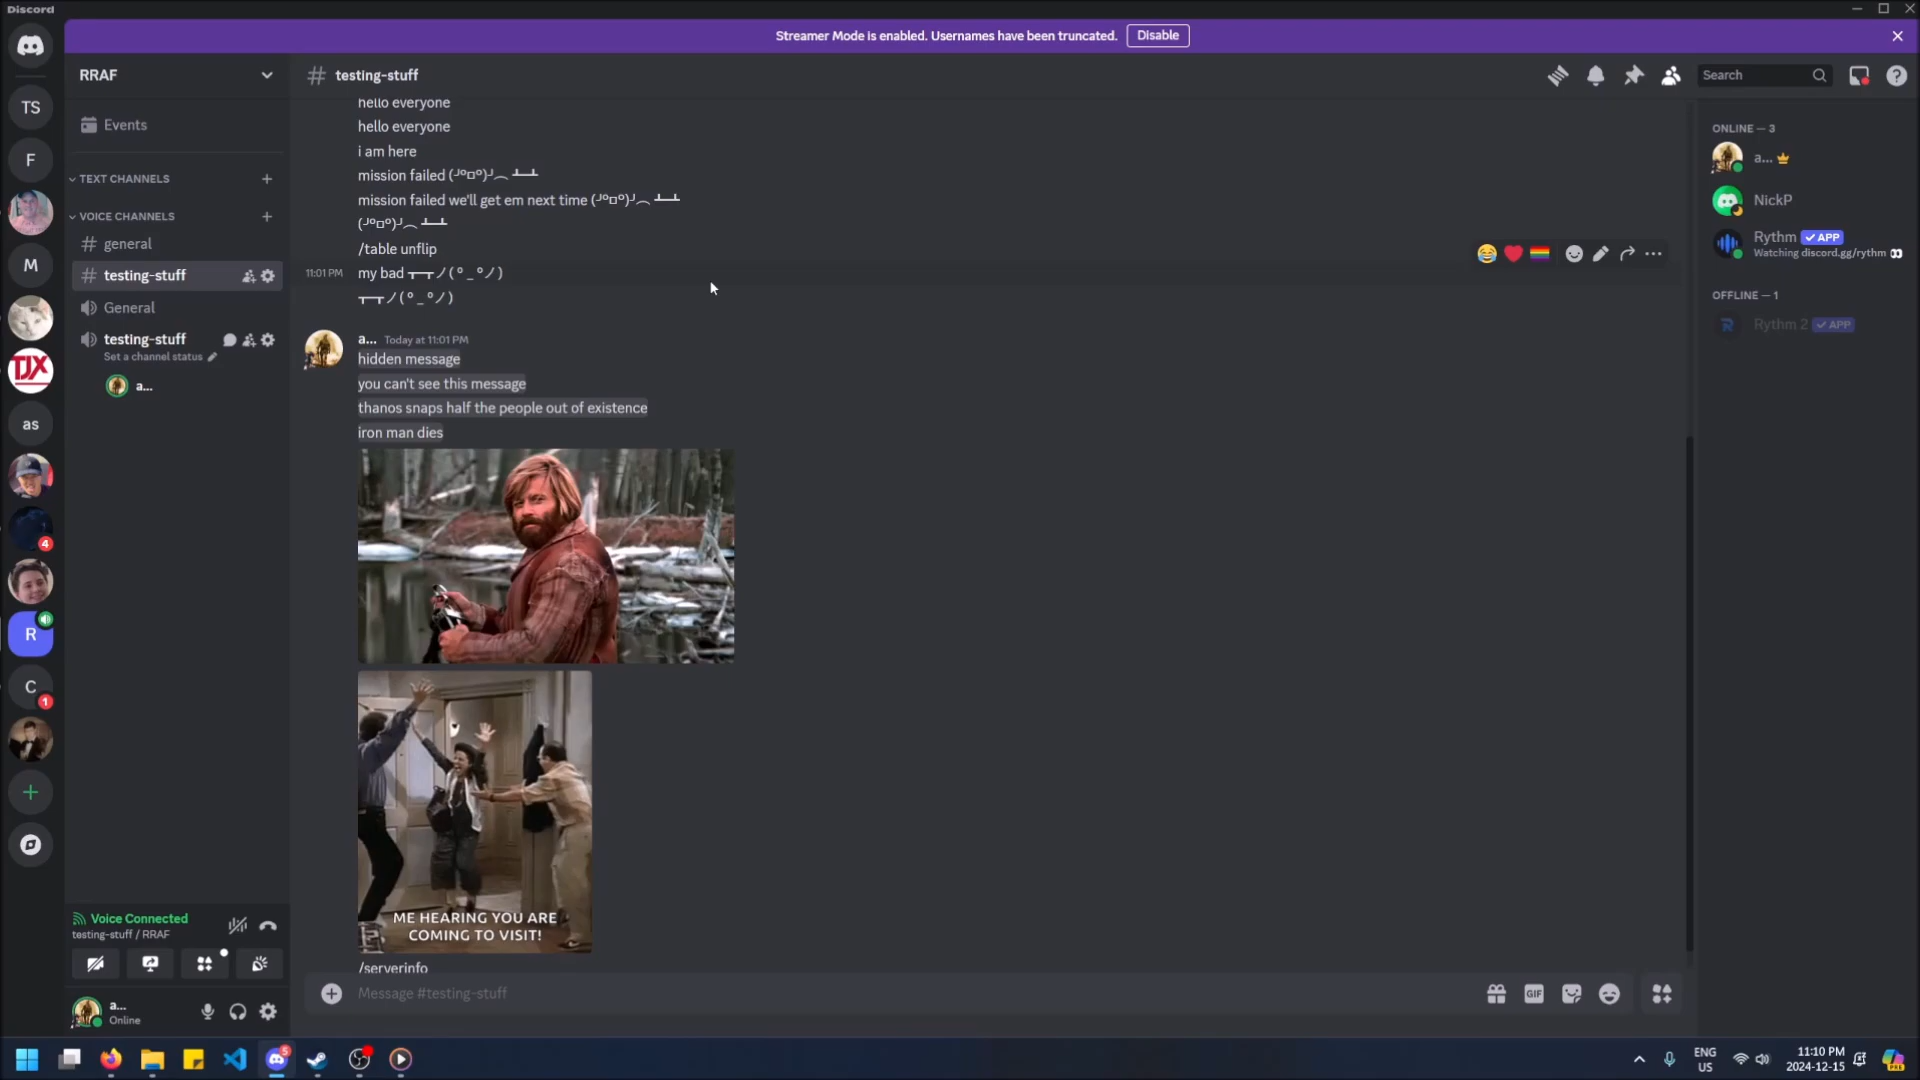 Discord
Streamer Mode is enabled. Usernames have been truncated.
Disable
RRAF
testing-stuff
Search
TS
F
M
TJX
as
4
R
C
1
Events
TEXT CHANNELS
VOICE CHANNELS
general
testing-stuff
General
testing-stuff
Set a channel status
a...
hello everyone
hello everyone
i am here
mission failed (╯°□°)╯︵ ┻━┻
mission failed we'll get em next time (╯°□°)╯︵ ┻━┻
(╯°□°)╯︵ ┻━┻
/table unflip
11:01 PM
my bad ┬─┬ノ( º _ ºノ)
┬─┬ノ( º _ ºノ)
a... Today at 11:01 PM
hidden message
you can't see this message
thanos snaps half the people out of existence
iron man dies
ME HEARING YOU ARE
COMING TO VISIT!
/serverinfo
Message #testing-stuff
GIF
ONLINE — 3
a...
NickP
Rythm ✓ APP
Watching discord.gg/rythm
OFFLINE — 1
Rythm 2 ✓ APP
Voice Connected
testing-stuff / RRAF
a...
Online
5
ENG
US
11:10 PM
2024-12-15
PRE